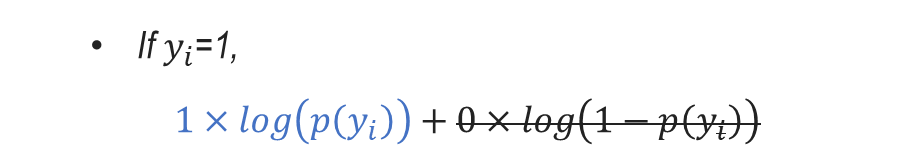 • If yᵢ=1,
1 × log(p(yᵢ)) + 0 × log(1 − p(yᵢ))